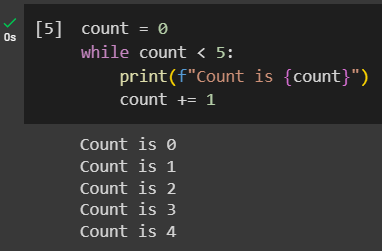 [5] count = 0
while count < 5:
    print(f"Count is {count}")
    count += 1
0s
Count is 0
Count is 1
Count is 2
Count is 3
Count is 4